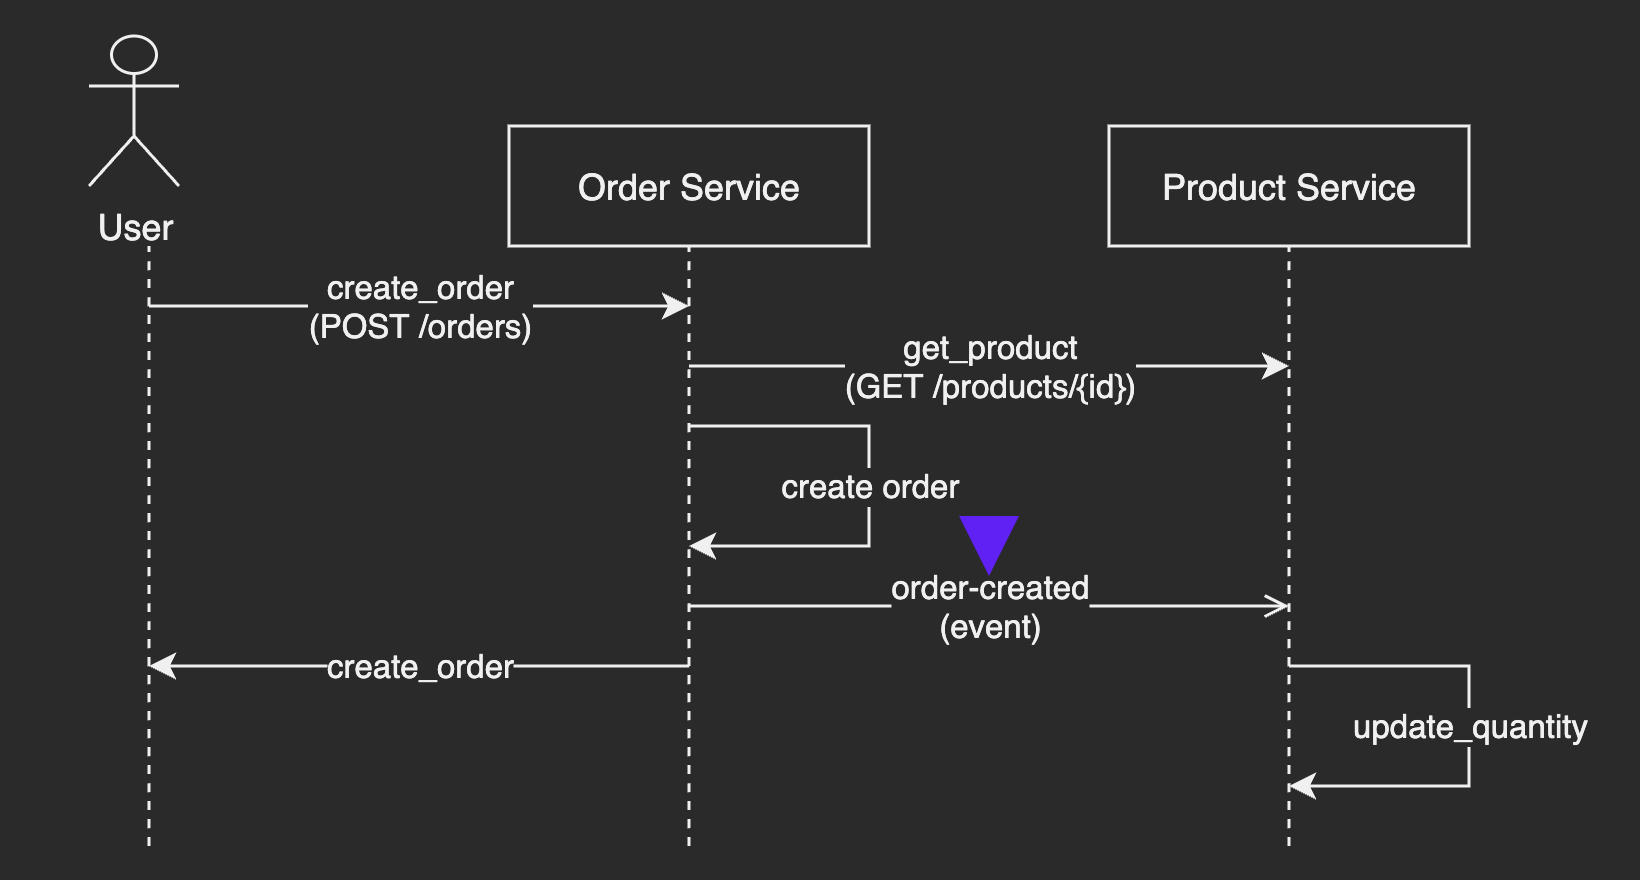 User
Order Service
Product Service
create_order
(POST /orders)
get_product
(GET /products/{id})
create order
order-created
(event)
create_order
update_quantity